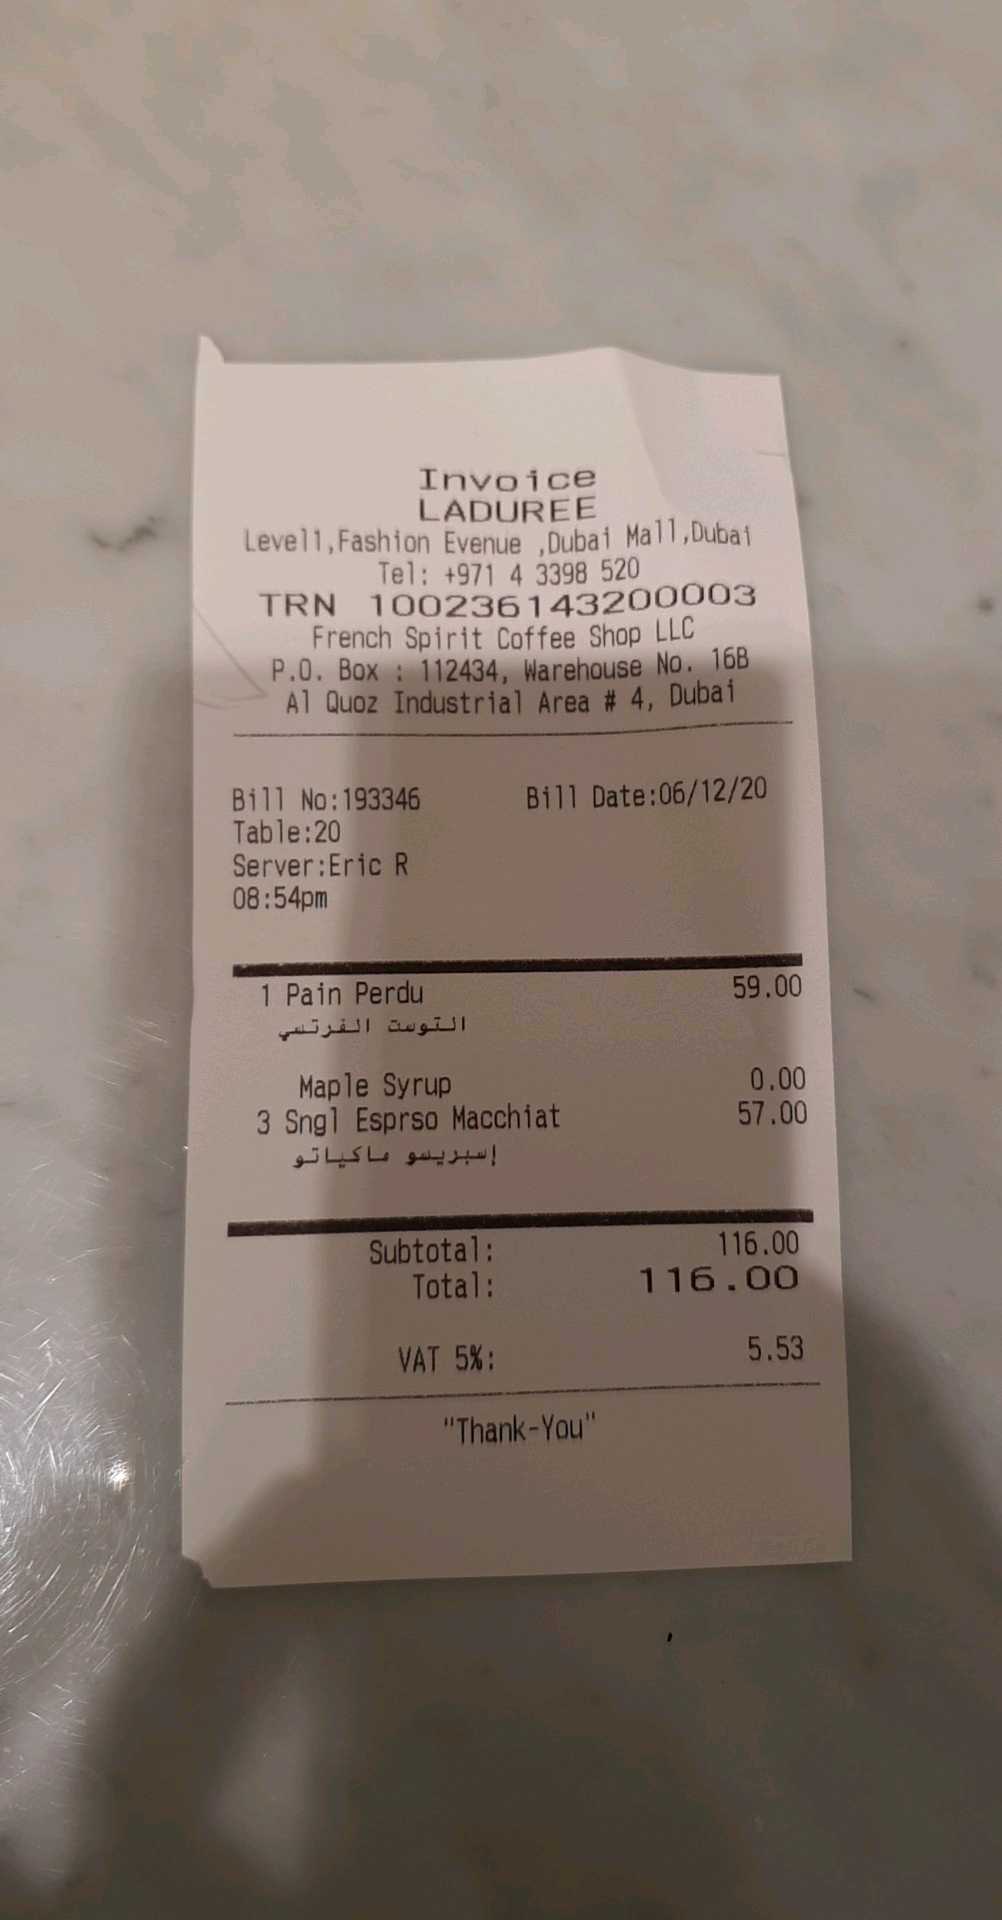 Invoice
LADUREE
Level1,Fashion Evenue ,Dubai Mall,Dubai
Tel: +971 4 3398 520
TRN 100236143200003
French Spirit Coffee Shop LLC
P.O. Box : 112434, Warehouse No. 16B
Al Quoz Industrial Area # 4, Dubai
Bill No:193346 Bill Date:06/12/20
Table:20
Server:Eric R
08:54pm
1 Pain Perdu 59.00
التوست الفرتسي
Maple Syrup 0.00
3 Sngl Esprso Macchiat 57.00
إسبريسو ماكياتو
Subtotal: 116.00
Total: 116.00
VAT 5%: 5.53
"Thank-You"